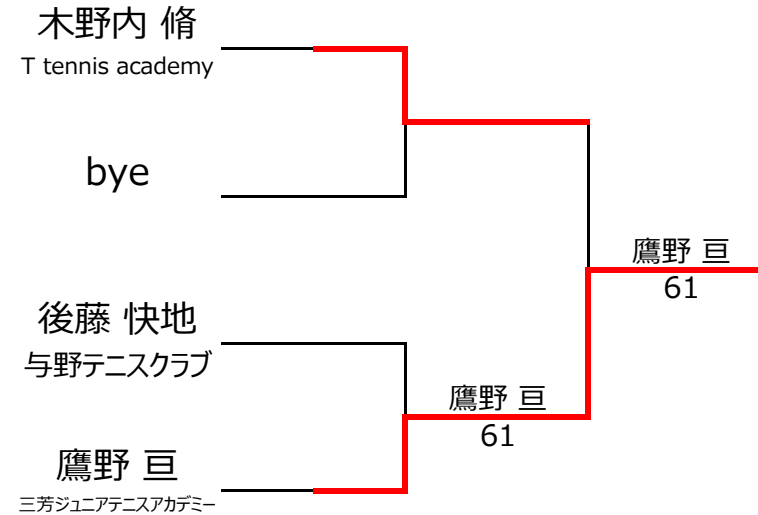 木野内 脩
T tennis academy
bye
後藤 快地
与野テニスクラブ
鷹野 亘
三芳ジュニアテニスアカデミー
鷹野 亘
61
鷹野 亘
61